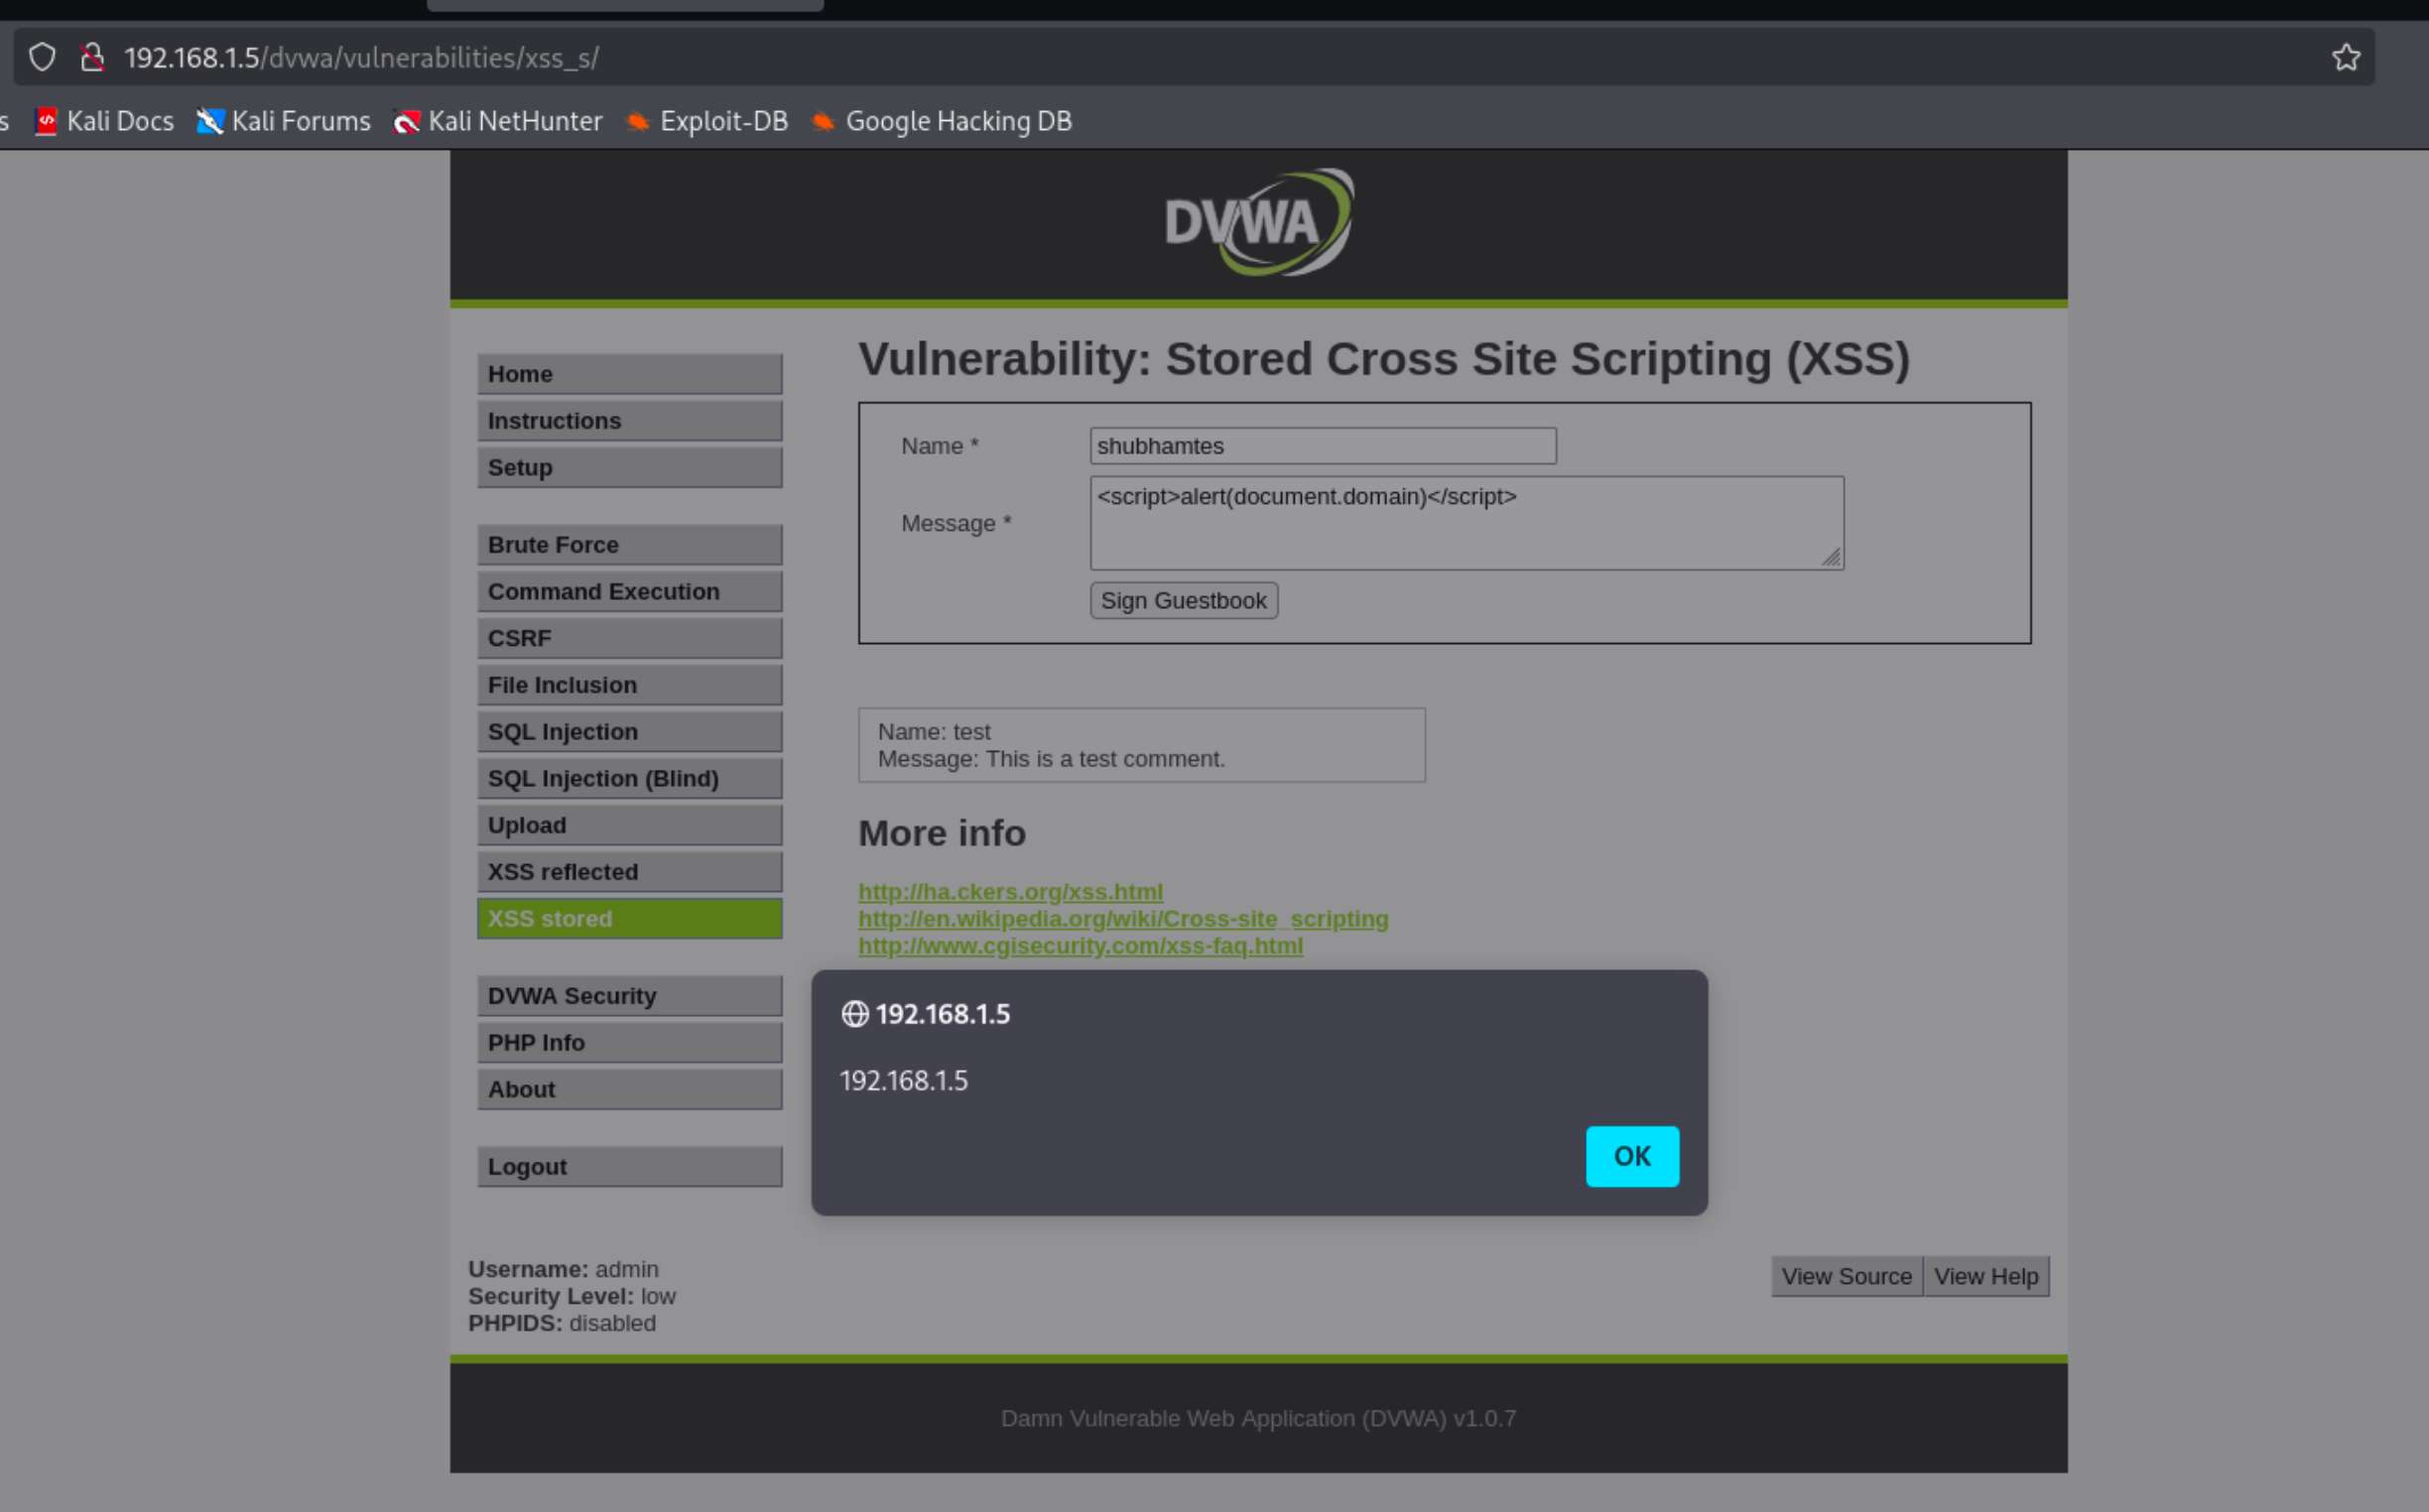 192.168.1.5/dvwa/vulnerabilities/xss_s/
s Kali Docs Kali Forums Kali NetHunter Exploit-DB Google Hacking DB
DVWA
Home
Instructions
Setup
Brute Force
Command Execution
CSRF
File Inclusion
SQL Injection
SQL Injection (Blind)
Upload
XSS reflected
XSS stored
DVWA Security
PHP Info
About
Logout
Vulnerability: Stored Cross Site Scripting (XSS)
Name * shubhamtes
Message * <script>alert(document.domain)</script>
Sign Guestbook
Name: test
Message: This is a test comment.
More info
http://ha.ckers.org/xss.html
http://en.wikipedia.org/wiki/Cross-site_scripting
http://www.cgisecurity.com/xss-faq.html
192.168.1.5
192.168.1.5
OK
Username: admin
Security Level: low
PHPIDS: disabled
View Source View Help
Damn Vulnerable Web Application (DVWA) v1.0.7